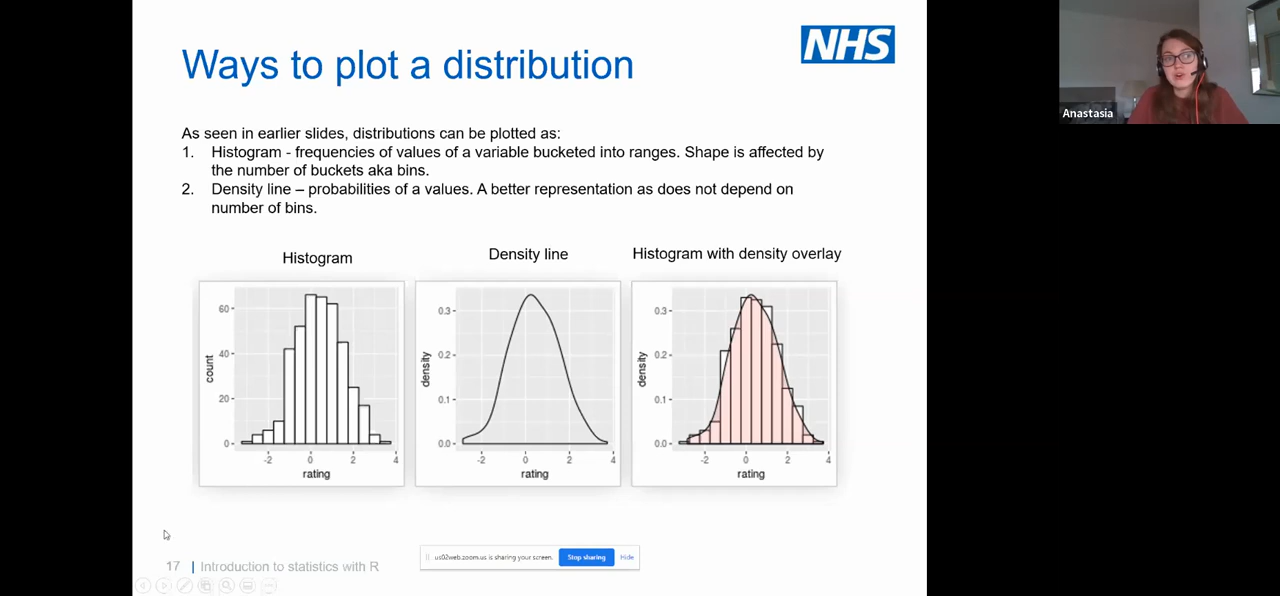 Ways to plot a distribution
NHS
Anastasia
As seen in earlier slides, distributions can be plotted as:
1. Histogram - frequencies of values of a variable bucketed into ranges. Shape is affected by
the number of buckets aka bins.
2. Density line – probabilities of a values. A better representation as does not depend on
number of bins.
Histogram
Density line
Histogram with density overlay
60
40
20
0
count
-2 0 2 4
rating
0.3
0.2
0.1
0.0
density
-2 0 2 4
rating
0.3
0.2
0.1
0.0
density
-2 0 2 4
rating
us02web.zoom.us is sharing your screen. Stop sharing Hide
17 | Introduction to statistics with R